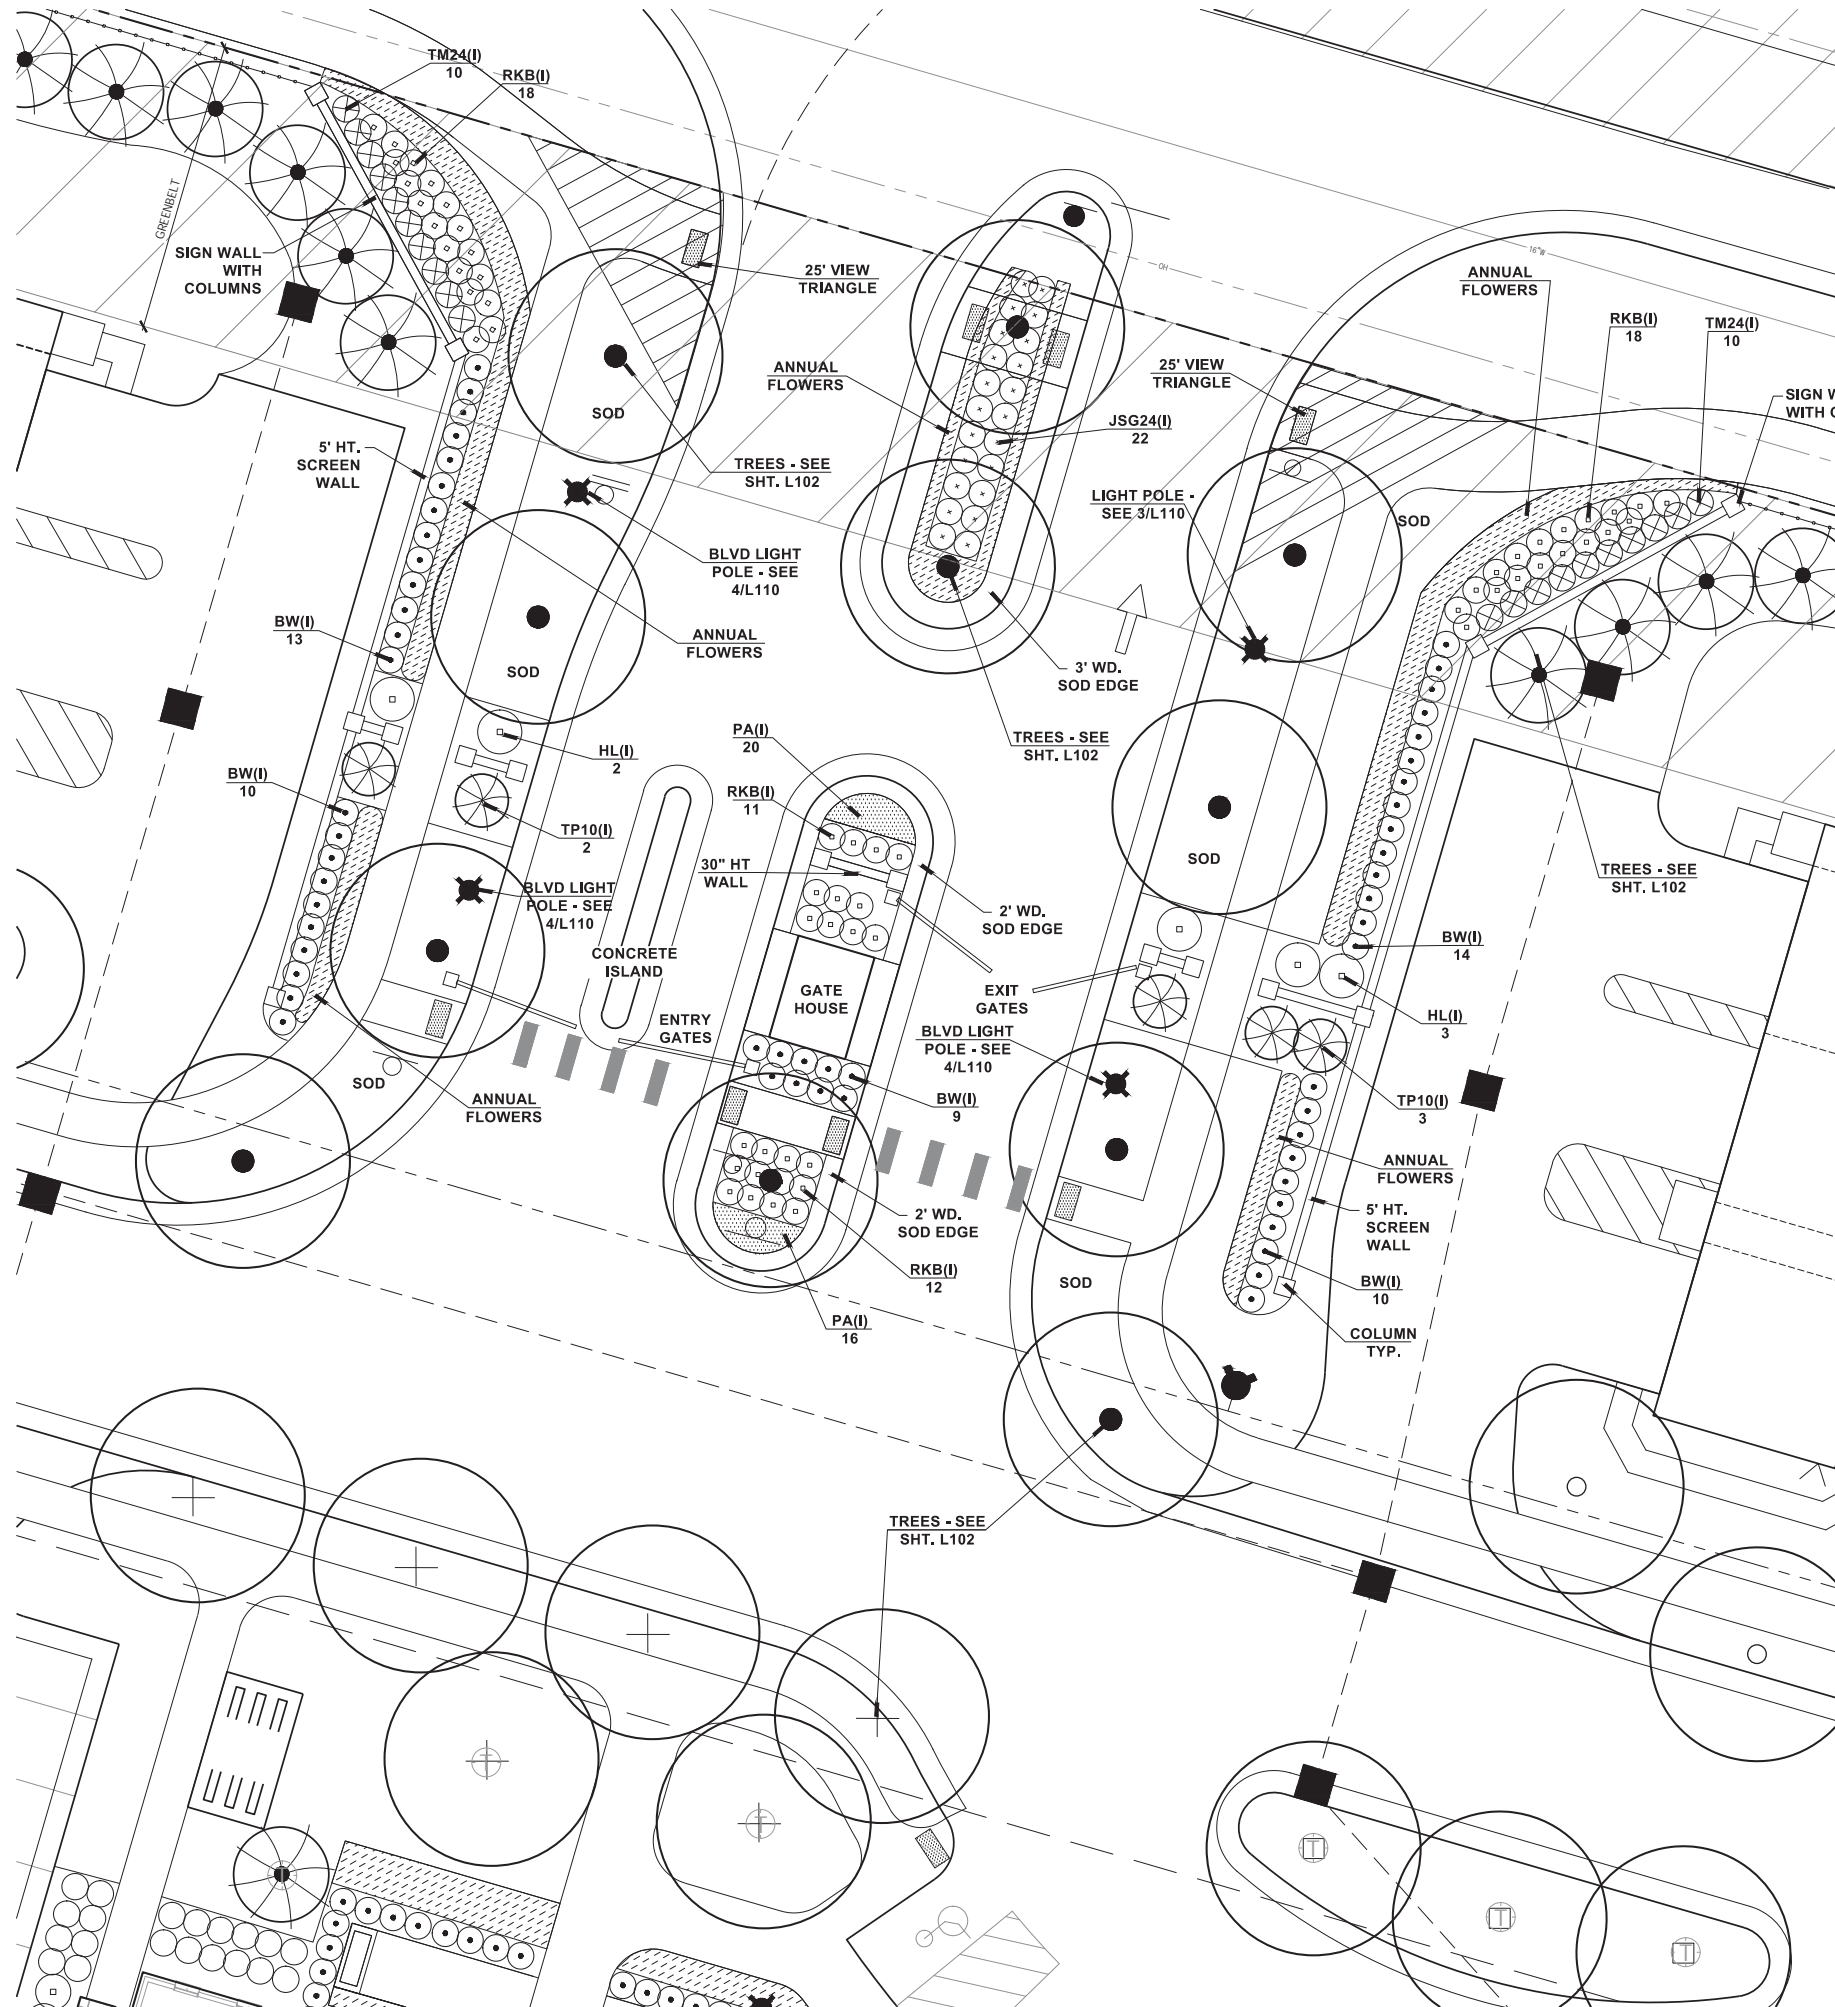 TM24(I)
10
RKB(I)
18
GREENBELT
SIGN WALL
WITH
COLUMNS
25' VIEW
TRIANGLE
OH
16"W
ANNUAL
FLOWERS
RKB(I)
18
TM24(I)
10
SIGN W
WITH C
ANNUAL
FLOWERS
25' VIEW
TRIANGLE
JSG24(I)
22
SOD
5' HT.
SCREEN
WALL
TREES - SEE
SHT. L102
LIGHT POLE -
SEE 3/L110
SOD
BLVD LIGHT
POLE - SEE
4/L110
BW(I)
13
ANNUAL
FLOWERS
SOD
3' WD.
SOD EDGE
TREES - SEE
SHT. L102
PA(I)
20
HL(I)
2
BW(I)
10
RKB(I)
11
TP10(I)
2
30" HT
WALL
SOD
TREES - SEE
SHT. L102
BLVD LIGHT
POLE - SEE
4/L110
2' WD.
SOD EDGE
BW(I)
14
CONCRETE
ISLAND
GATE
HOUSE
EXIT
GATES
ENTRY
GATES
BLVD LIGHT
POLE - SEE
4/L110
HL(I)
3
SOD
ANNUAL
FLOWERS
BW(I)
9
TP10(I)
3
ANNUAL
FLOWERS
2' WD.
SOD EDGE
5' HT.
SCREEN
WALL
RKB(I)
12
SOD
BW(I)
10
PA(I)
16
COLUMN
TYP.
TREES - SEE
SHT. L102
T
T
T
T
T
T